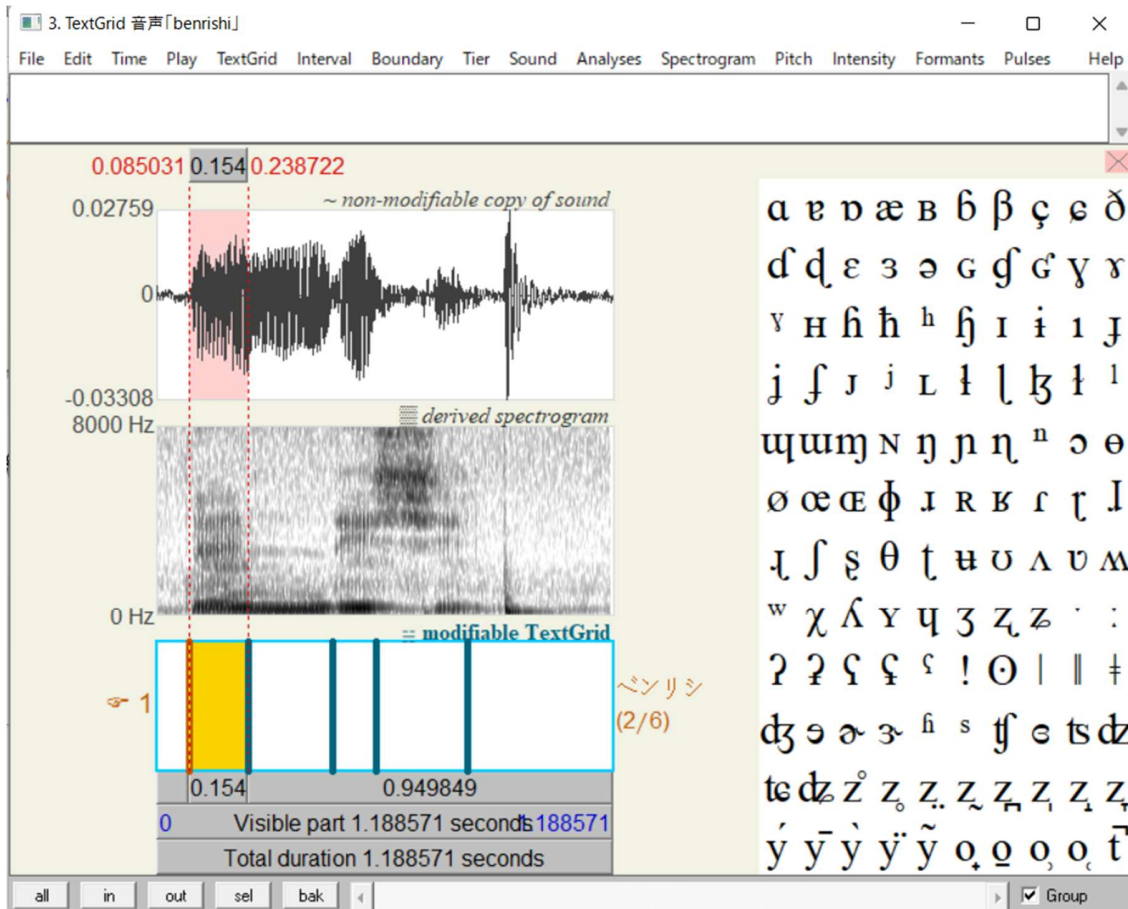 3. TextGrid 音声「benrishi」
File Edit Time Play TextGrid Interval Boundary Tier Sound Analyses Spectrogram Pitch Intensity Formants Pulses Help
0.085031 0.154 0.238722
~ non-modifiable copy of sound
0.02759
0
-0.03308
8000 Hz
derived spectrogram
0 Hz
modifiable TextGrid
☞ 1
ベンリシ
(2/6)
0.154 0.949849
0 Visible part 1.188571 seconds 1.188571
Total duration 1.188571 seconds
all in out sel bak Group
ɑ ɐ ɒ æ ʙ ɓ β ç ɞ ð
ɗ ɖ ɛ ɜ ə ɢ ɠ ʛ ɣ ɤ
ˠ ʜ ɦ ħ ʰ ɧ ɪ ɨ ı ɟ
ʝ ʄ ᴊ ʲ ʟ ɫ ɭ ɮ ɬ ˡ
ɰ ɯ ɱ ɴ ŋ ɲ ɳ ⁿ ɔ ɵ
ø œ ɶ ɸ ɹ ʀ ʁ ɾ ɽ ɺ
ɻ ʃ ʂ θ ʈ ʉ ʊ ʌ ʋ ʍ
ʷ χ ʎ ʏ ɥ ʒ ʐ ʑ ˑ ː
ʔ ʡ ʕ ʢ ˤ ǃ ʘ ǀ ǁ ǂ